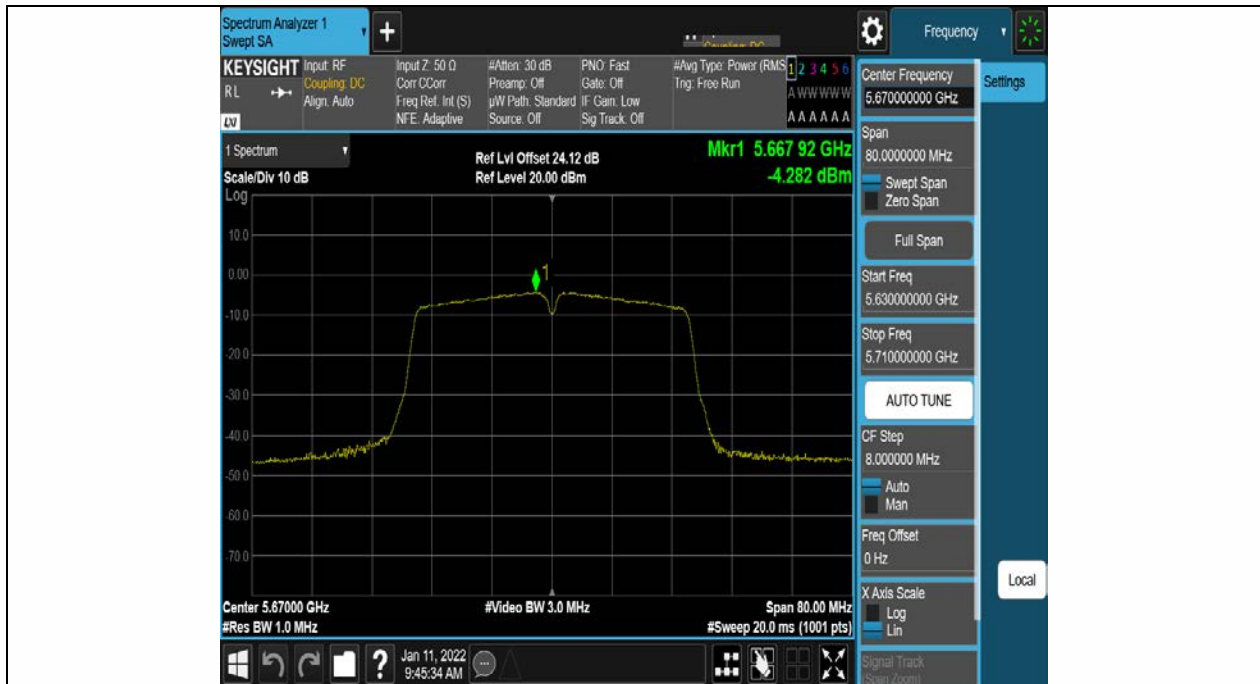 Spectrum Analyzer 1
Swept SA
+
Frequency
KEYSIGHT
RL
LXI
Input: RF
Coupling: DC
Align: Auto
Input Z: 50 Ω
Corr CCorr
Freq Ref: Int (S)
NFE: Adaptive
#Atten: 30 dB
Preamp: Off
µW Path: Standard
Source: Off
PNO: Fast
Gate: Off
IF Gain: Low
Sig Track: Off
#Avg Type: Power (RMS
Trig: Free Run
1 2 3 4 5 6
A W W W W W
A A A A A A
1 Spectrum
Scale/Div 10 dB
Ref Lvl Offset 24.12 dB
Ref Level 20.00 dBm
Mkr1 5.667 92 GHz
-4.282 dBm
Log
10.0
0.00
-10.0
-20.0
-30.0
-40.0
-50.0
-60.0
-70.0
1
Center 5.67000 GHz
#Res BW 1.0 MHz
#Video BW 3.0 MHz
Span 80.00 MHz
#Sweep 20.0 ms (1001 pts)
Center Frequency
5.670000000 GHz
Span
80.0000000 MHz
Swept Span
Zero Span
Full Span
Start Freq
5.630000000 GHz
Stop Freq
5.710000000 GHz
AUTO TUNE
CF Step
8.000000 MHz
Auto
Man
Freq Offset
0 Hz
X Axis Scale
Log
Lin
Signal Track
(Span Zoom)
Settings
Local
?
Jan 11, 2022
9:45:34 AM